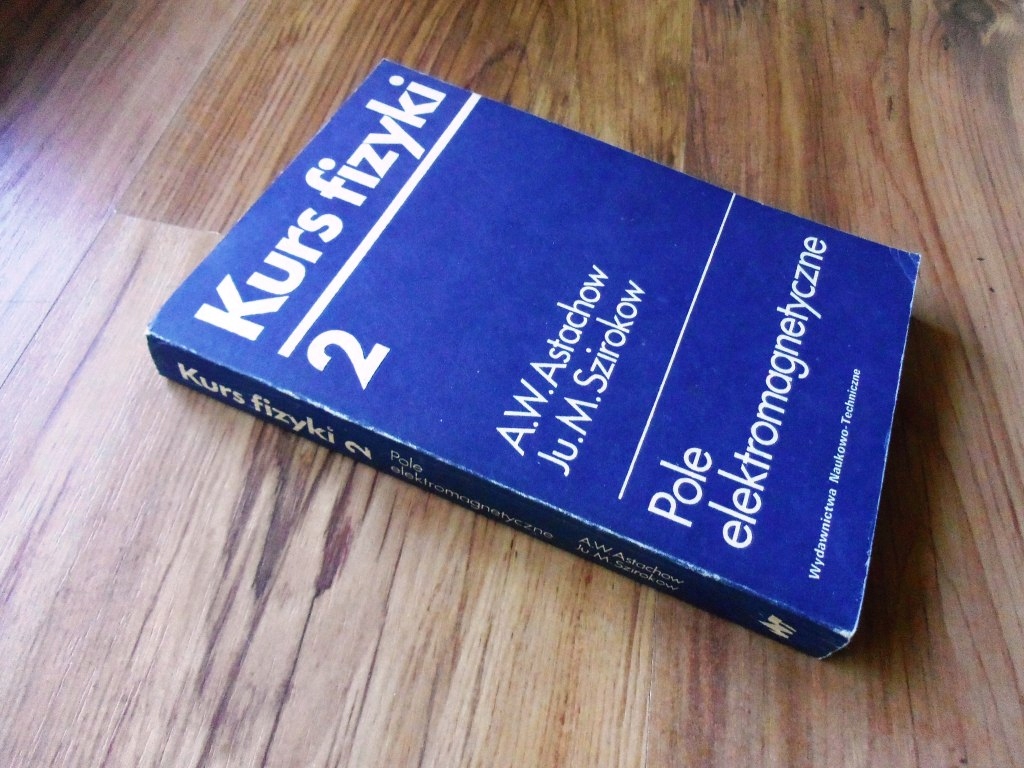 Kurs fizyki
2
A.W. Astachow
Ju. M. Szirokow
Pole
elektromagnetyczne
Wydawnictwa Naukowo-Techniczne
Kurs fizyki 2
Pole
elektromagnetyczne
A.W. Astachow
Ju. M. Szirokow